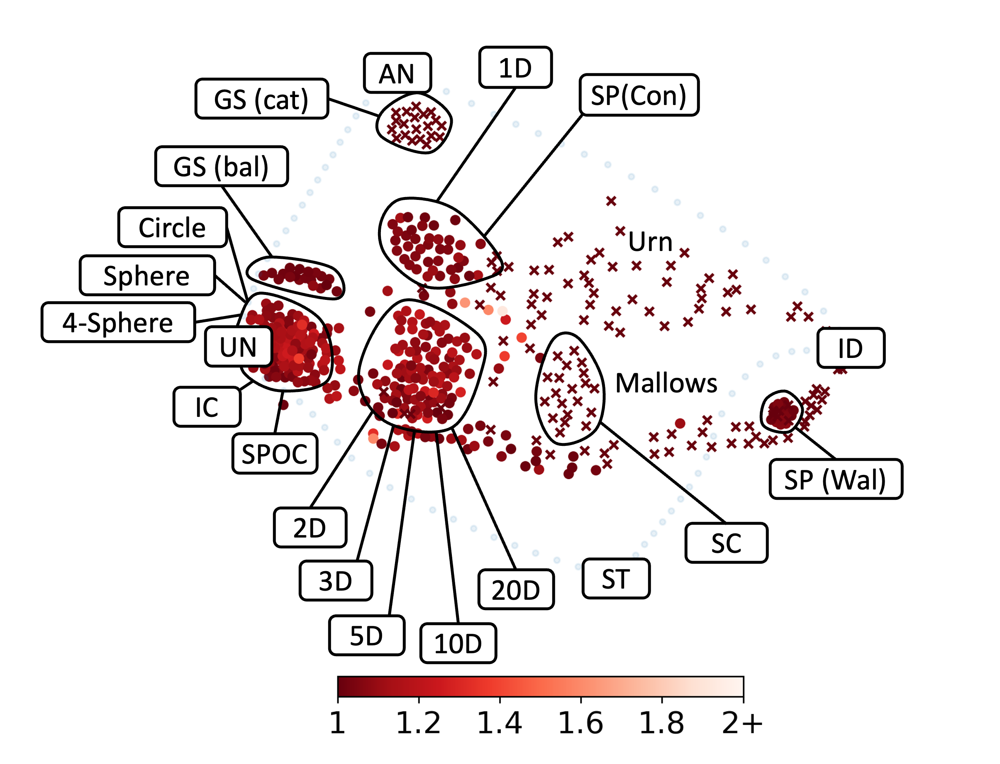 AN
1D
GS (cat)
SP(Con)
GS (bal)
Circle
Urn
Sphere
4-Sphere
UN
ID
Mallows
IC
SPOC
SP (Wal)
2D
SC
3D
20D
ST
5D
10D
1 1.2 1.4 1.6 1.8 2+